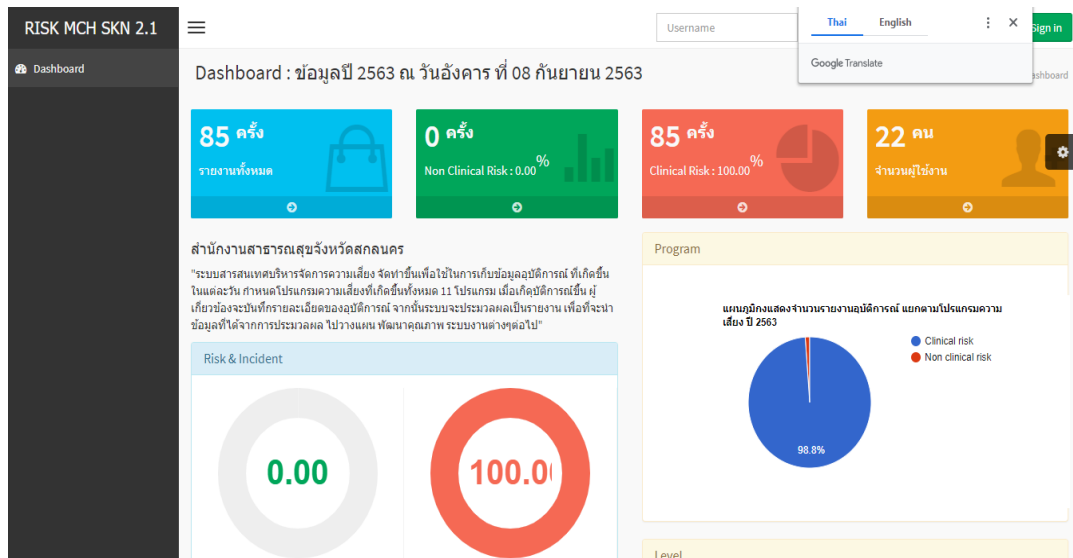 RISK MCH SKN 2.1
Username
Thai English
Sign in
Google Translate
Dashboard
Dashboard : ข้อมูลปี 2563 ณ วันอังคาร ที่ 08 กันยายน 2563
85 ครั้ง
รายงานทั้งหมด
0 ครั้ง
Non Clinical Risk : 0.00 %
85 ครั้ง
Clinical Risk : 100.00 %
22 คน
จำนวนผู้ใช้งาน
สำนักงานสาธารณสุขจังหวัดสกลนคร
"ระบบสารสนเทศบริหารจัดการความเสี่ยง จัดทำขึ้นเพื่อใช้ในการเก็บข้อมูลอุบัติการณ์ ที่เกิดขึ้น
ในแต่ละวัน กำหนดโปรแกรมความเสี่ยงที่เกิดขึ้นทั้งหมด 11 โปรแกรม เมื่อเกิดอุบัติการณ์ขึ้น ผู้
เกี่ยวข้องจะบันทึกรายละเอียดของอุบัติการณ์ จากนั้นระบบจะประมวลผลเป็นรายงาน เพื่อที่จะนำ
ข้อมูลที่ได้จากการประมวลผล ไปวางแผน พัฒนาคุณภาพ ระบบงานต่างๆต่อไป"
Risk & Incident
0.00
100.0
Program
แผนภูมิกงแสดงจำนวนรายงานอุบัติการณ์ แยกตามโปรแกรมความ
เสี่ยง ปี 2563
Clinical risk
Non clinical risk
98.8%
Level